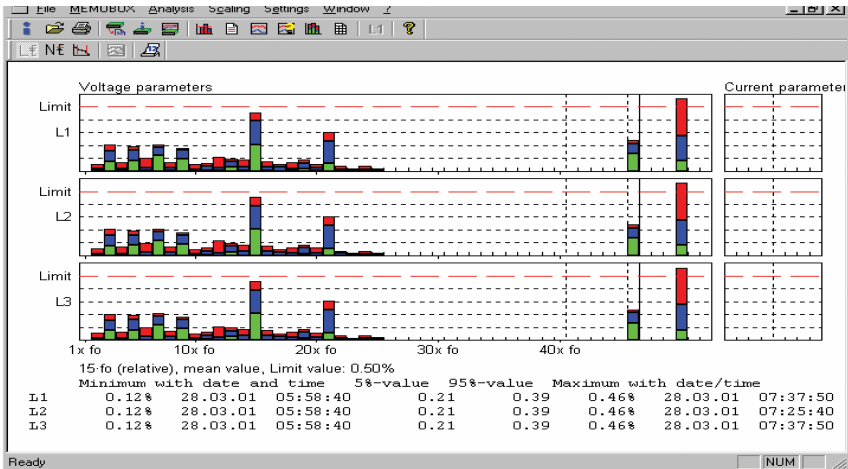 File MEMOBOX Analysis Scaling Settings Window ?
L1 ?
L£ N£
Voltage parameters Current parameter
Limit
L1
Limit
L2
Limit
L3
1x fo 10x fo 20x fo 30x fo 40x fo
15·fo (relative), mean value, Limit value: 0.50%
Minimum with date and time 5%-value 95%-value Maximum with date/time
L1 0.12% 28.03.01 05:58:40 0.21 0.39 0.46% 28.03.01 07:37:50
L2 0.12% 28.03.01 05:58:40 0.21 0.39 0.46% 28.03.01 07:25:40
L3 0.12% 28.03.01 05:58:40 0.21 0.39 0.46% 28.03.01 07:37:50
Ready NUM